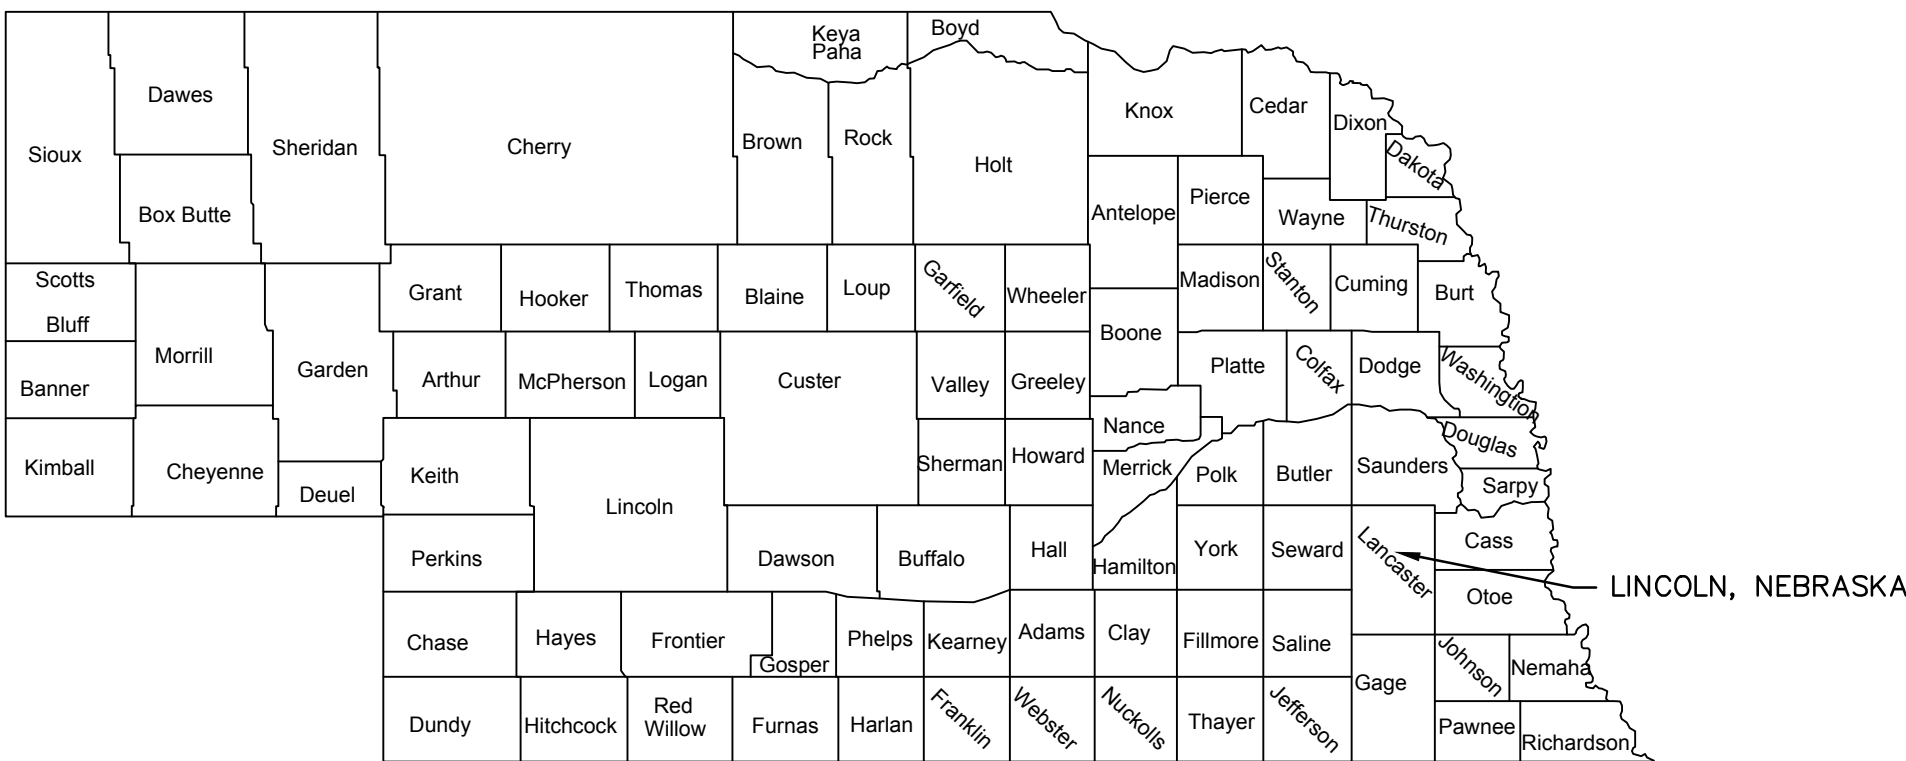 Keya
Paha
Boyd
Dawes
Sioux
Sheridan
Cherry
Brown
Rock
Holt
Knox
Cedar
Dixon
Dakota
Box Butte
Antelope
Pierce
Wayne
Thurston
Scotts
Bluff
Grant
Hooker
Thomas
Blaine
Loup
Garfield
Wheeler
Madison
Stanton
Cuming
Burt
Boone
Banner
Morrill
Garden
Arthur
McPherson
Logan
Custer
Valley
Greeley
Platte
Colfax
Dodge
Washington
Nance
Douglas
Kimball
Cheyenne
Deuel
Keith
Lincoln
Sherman
Howard
Merrick
Polk
Butler
Saunders
Sarpy
Perkins
Dawson
Buffalo
Hall
Hamilton
York
Seward
Lancaster
Cass
LINCOLN, NEBRASKA
Otoe
Chase
Hayes
Frontier
Gosper
Phelps
Kearney
Adams
Clay
Fillmore
Saline
Gage
Johnson
Nemaha
Dundy
Hitchcock
Red
Willow
Furnas
Harlan
Franklin
Webster
Nuckolls
Thayer
Jefferson
Pawnee
Richardson